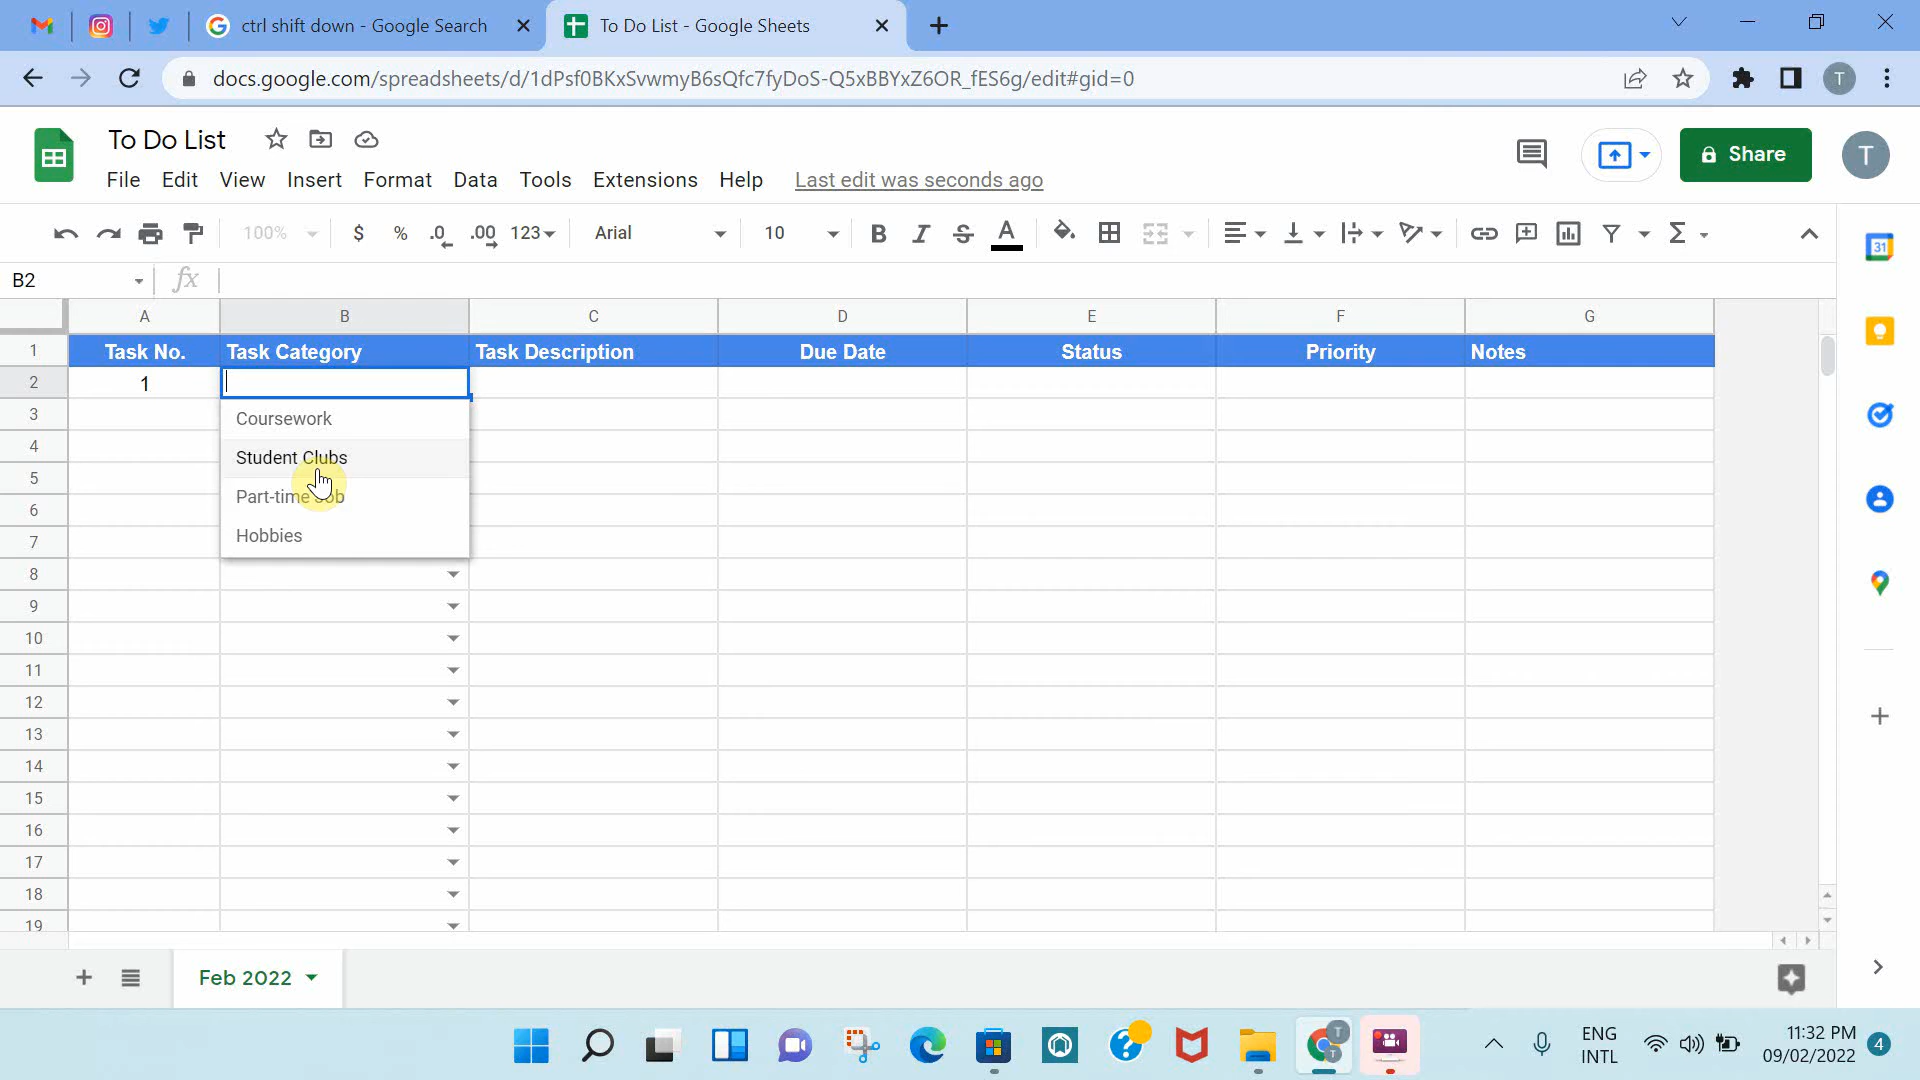 ctrl shift down - Google Search
To Do List - Google Sheets
docs.google.com/spreadsheets/d/1dPsf0BKxSvwmyB6sQfc7fyDoS-Q5xBBYxZ6OR_fES6g/edit#gid=0
T
To Do List
Share
T
File Edit View Insert Format Data Tools Extensions Help Last edit was seconds ago
100% $ % .0 .00 123 Arial 10 B I S A Σ
31
B2 fx
A B C D E F G
1 Task No. Task Category Task Description Due Date Status Priority Notes
2 1
3 Coursework
4 Student Clubs
5
6 Part-time Job
7 Hobbies
8
9
10
11
12
13
14
15
16
17
18
19
Feb 2022
ENG
INTL
11:32 PM
09/02/2022
4